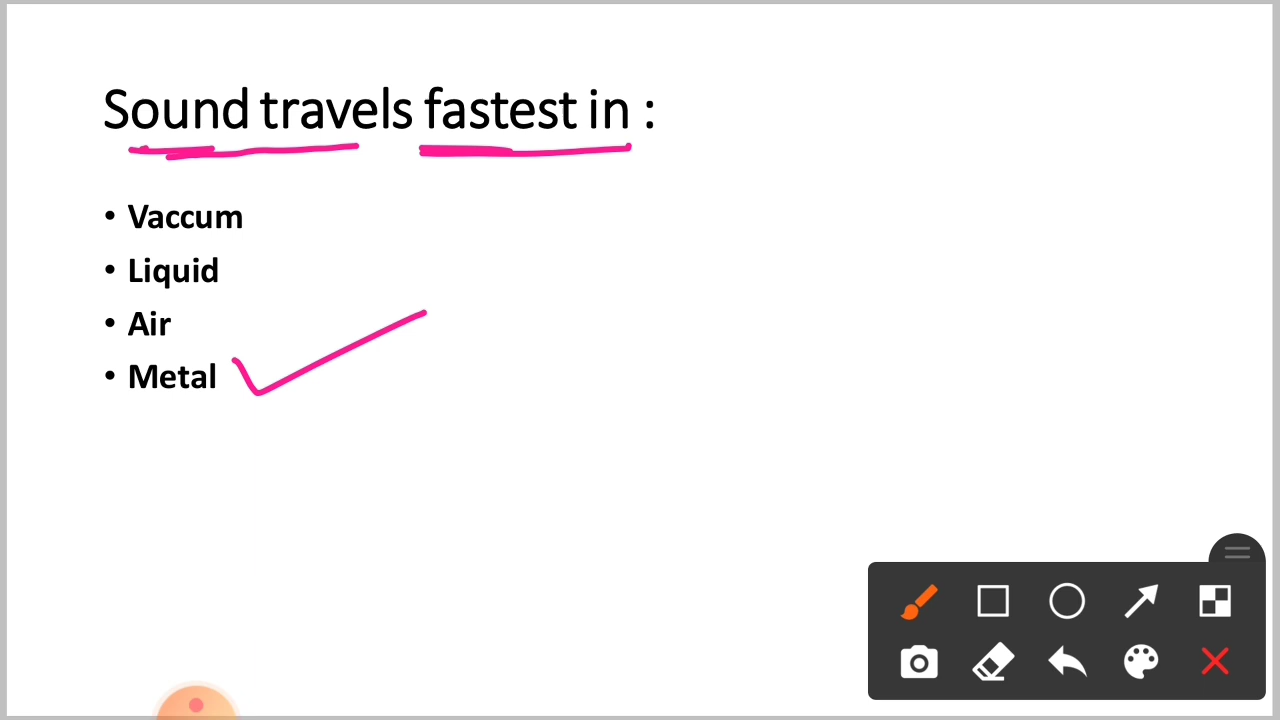 Sound travels fastest in :
• Vaccum
• Liquid
• Air
• Metal